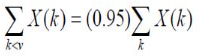 ∑_{k<v} X(k) = (0.95) ∑_{k} X(k)